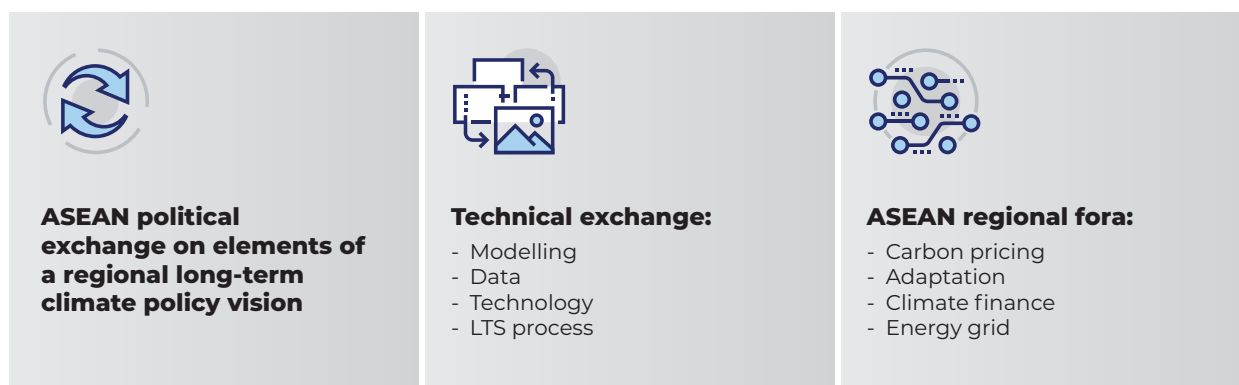 ASEAN political
exchange on elements of
a regional long-term
climate policy vision
Technical exchange:
- Modelling
- Data
- Technology
- LTS process
ASEAN regional fora:
- Carbon pricing
- Adaptation
- Climate finance
- Energy grid